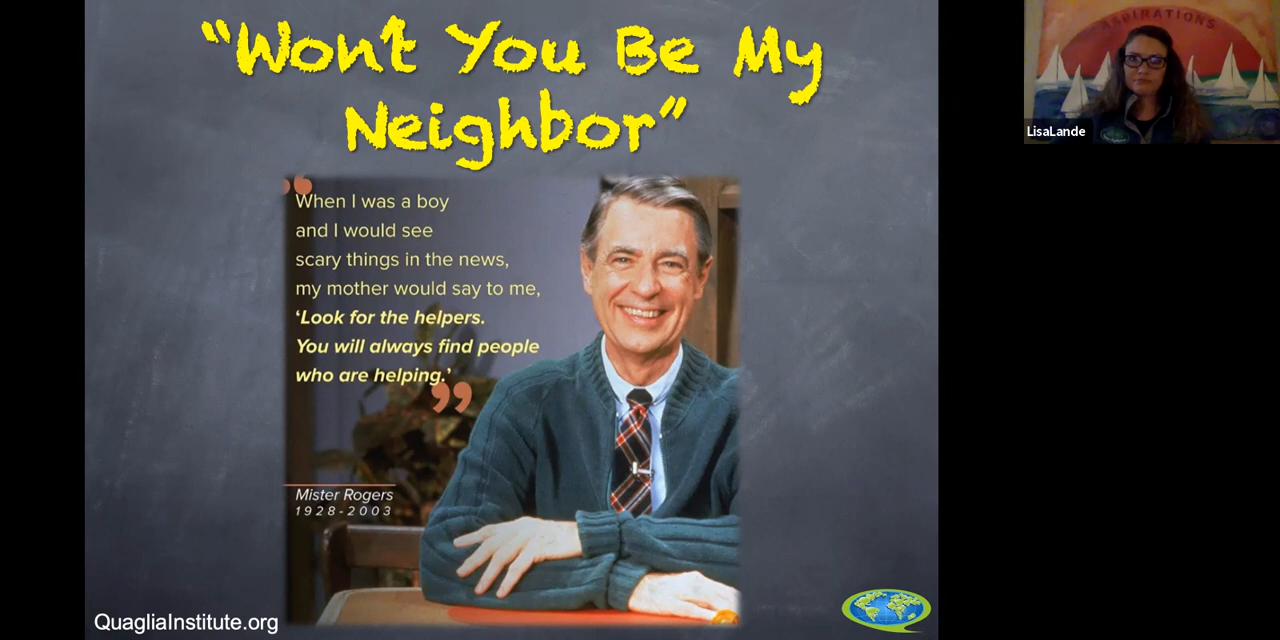 “Won't You Be My
Neighbor”
“
When I was a boy
and I would see
scary things in the news,
my mother would say to me,
‘Look for the helpers.
You will always find people
who are helping.’
”
Mister Rogers
1928-2003
QuagliaInstitute.org
ASPIRATIONS
LisaLande